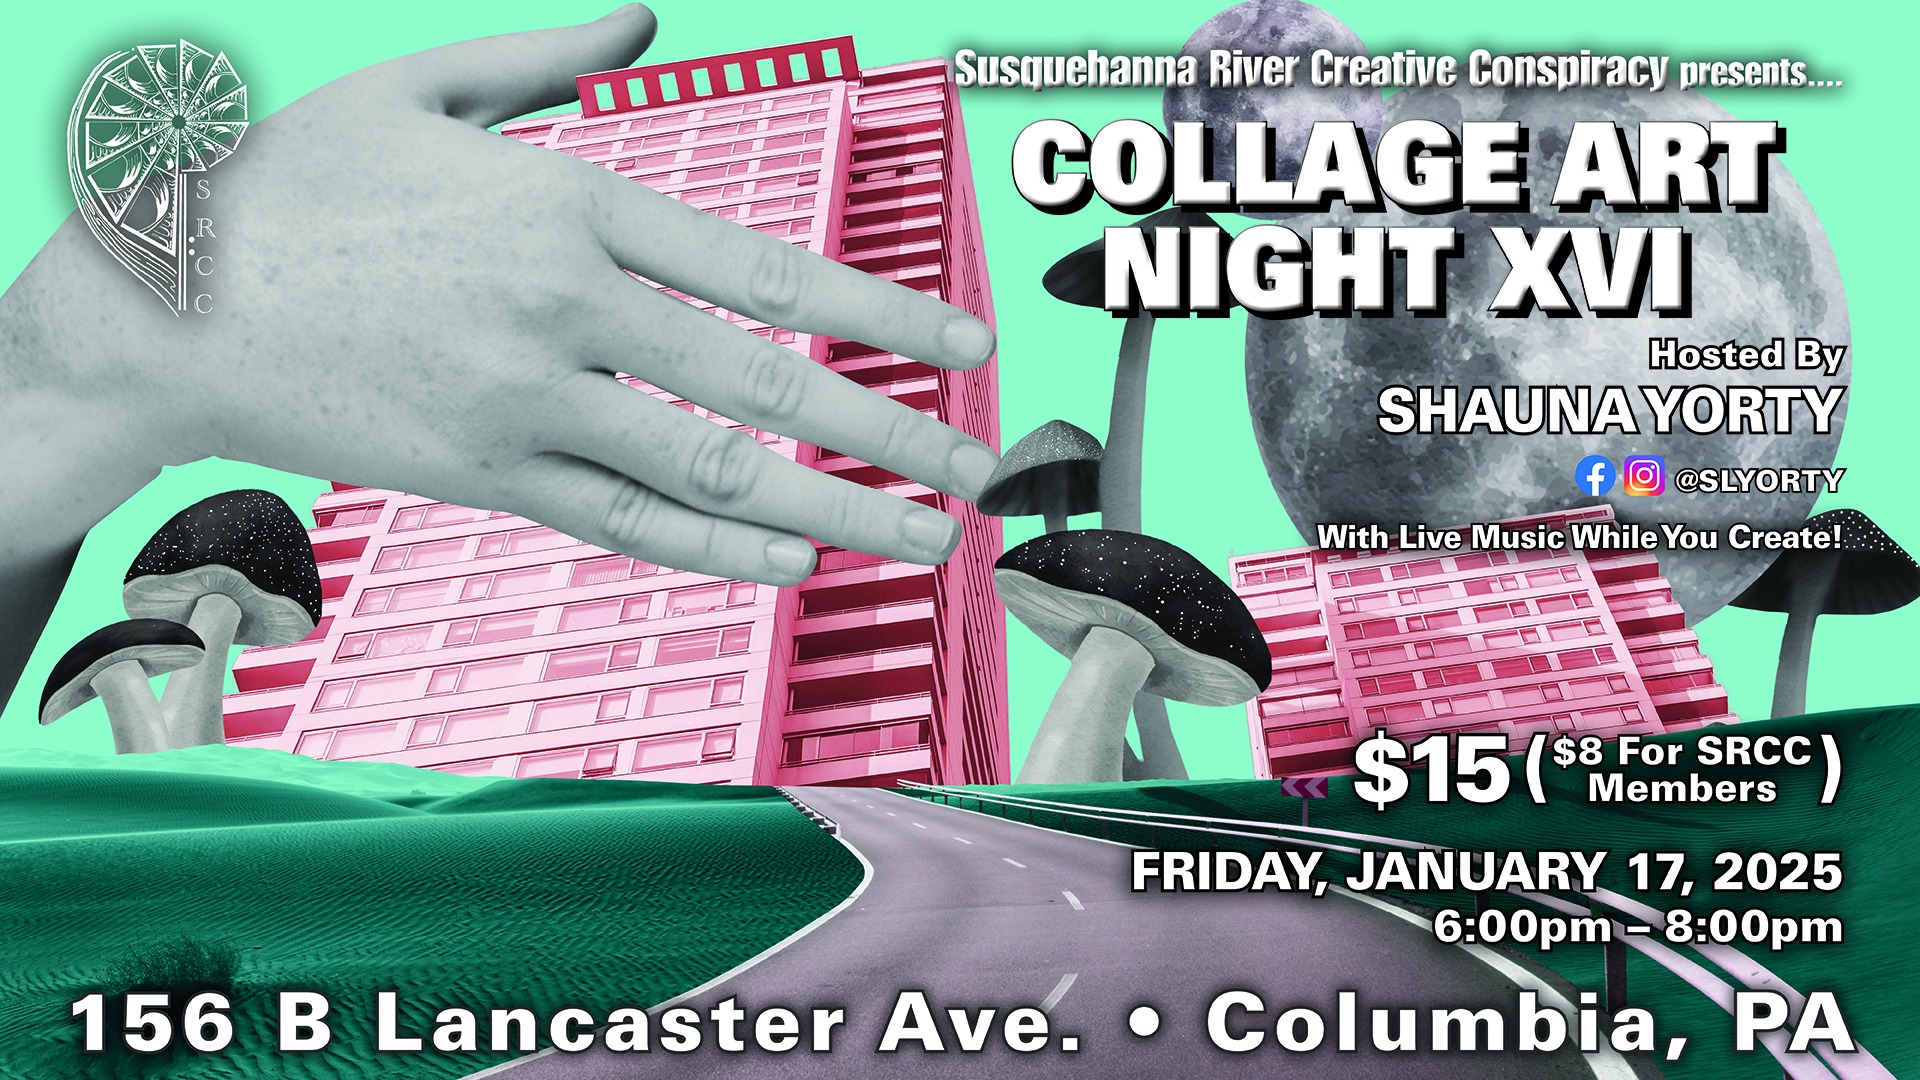 S
R
C
C
Susquehanna River Creative Conspiracy presents....
COLLAGE ART
NIGHT XVI
Hosted By
SHAUNA YORTY
@SLYORTY
With Live Music While You Create!
$15 ($8 For SRCC
Members)
FRIDAY, JANUARY 17, 2025
6:00pm – 8:00pm
156 B Lancaster Ave. • Columbia, PA